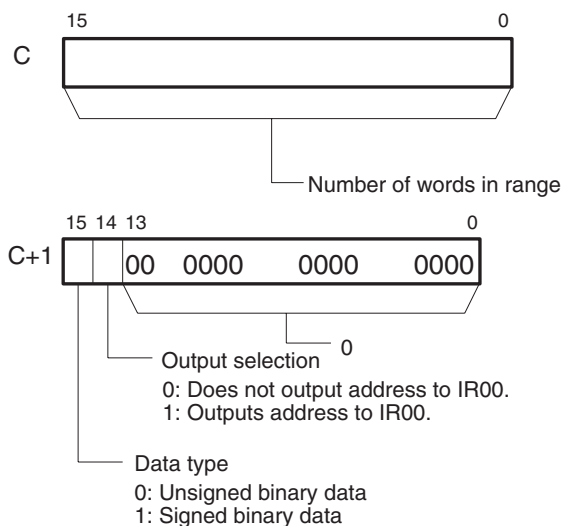 15 0
C
Number of words in range
15 14 13 0
C+1 00 0000 0000 0000
0
Output selection
0: Does not output address to IR00.
1: Outputs address to IR00.
Data type
0: Unsigned binary data
1: Signed binary data